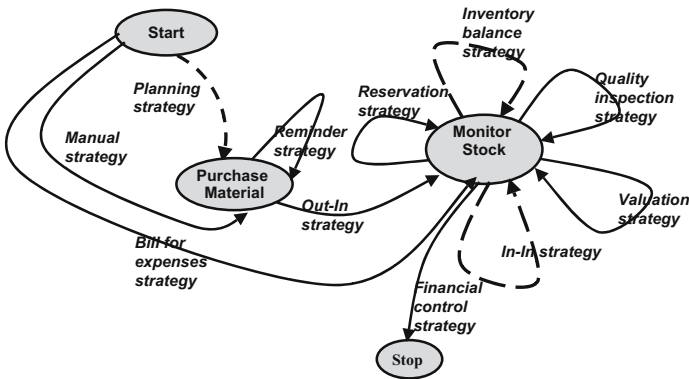 Start
Inventory
balance
strategy
Planning
strategy
Reservation
strategy
Quality
inspection
strategy
Manual
strategy
Reminder
strategy
Monitor
Stock
Purchase
Material
Out-In
strategy
Valuation
strategy
Bill for
expenses
strategy
In-In strategy
Financial
control
strategy
Stop